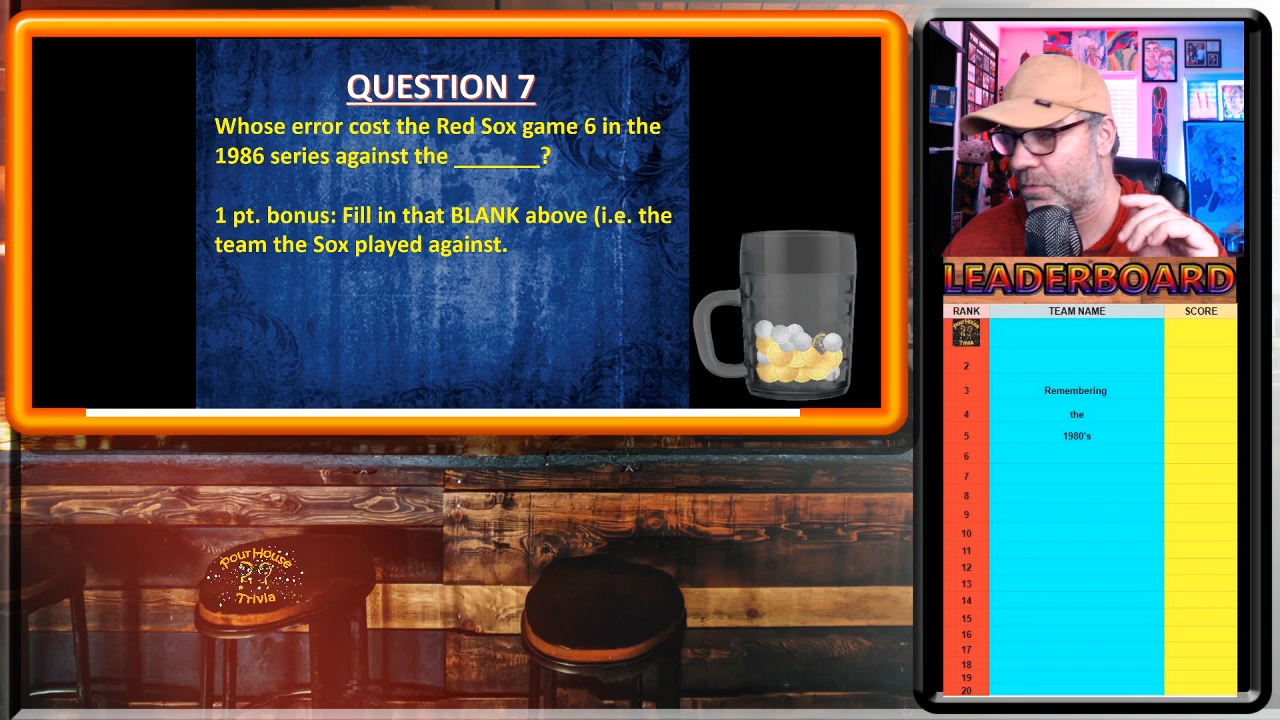 QUESTION 7
Whose error cost the Red Sox game 6 in the
1986 series against the _______?
1 pt. bonus: Fill in that BLANK above (i.e. the
team the Sox played against.
LEADERBOARD
RANK TEAM NAME SCORE
PourHouse
Trivia
2
3 Remembering
4 the
5 1980's
6
7
8
9
10
11
12
13
14
15
16
17
18
19
20
PourHouse
Trivia